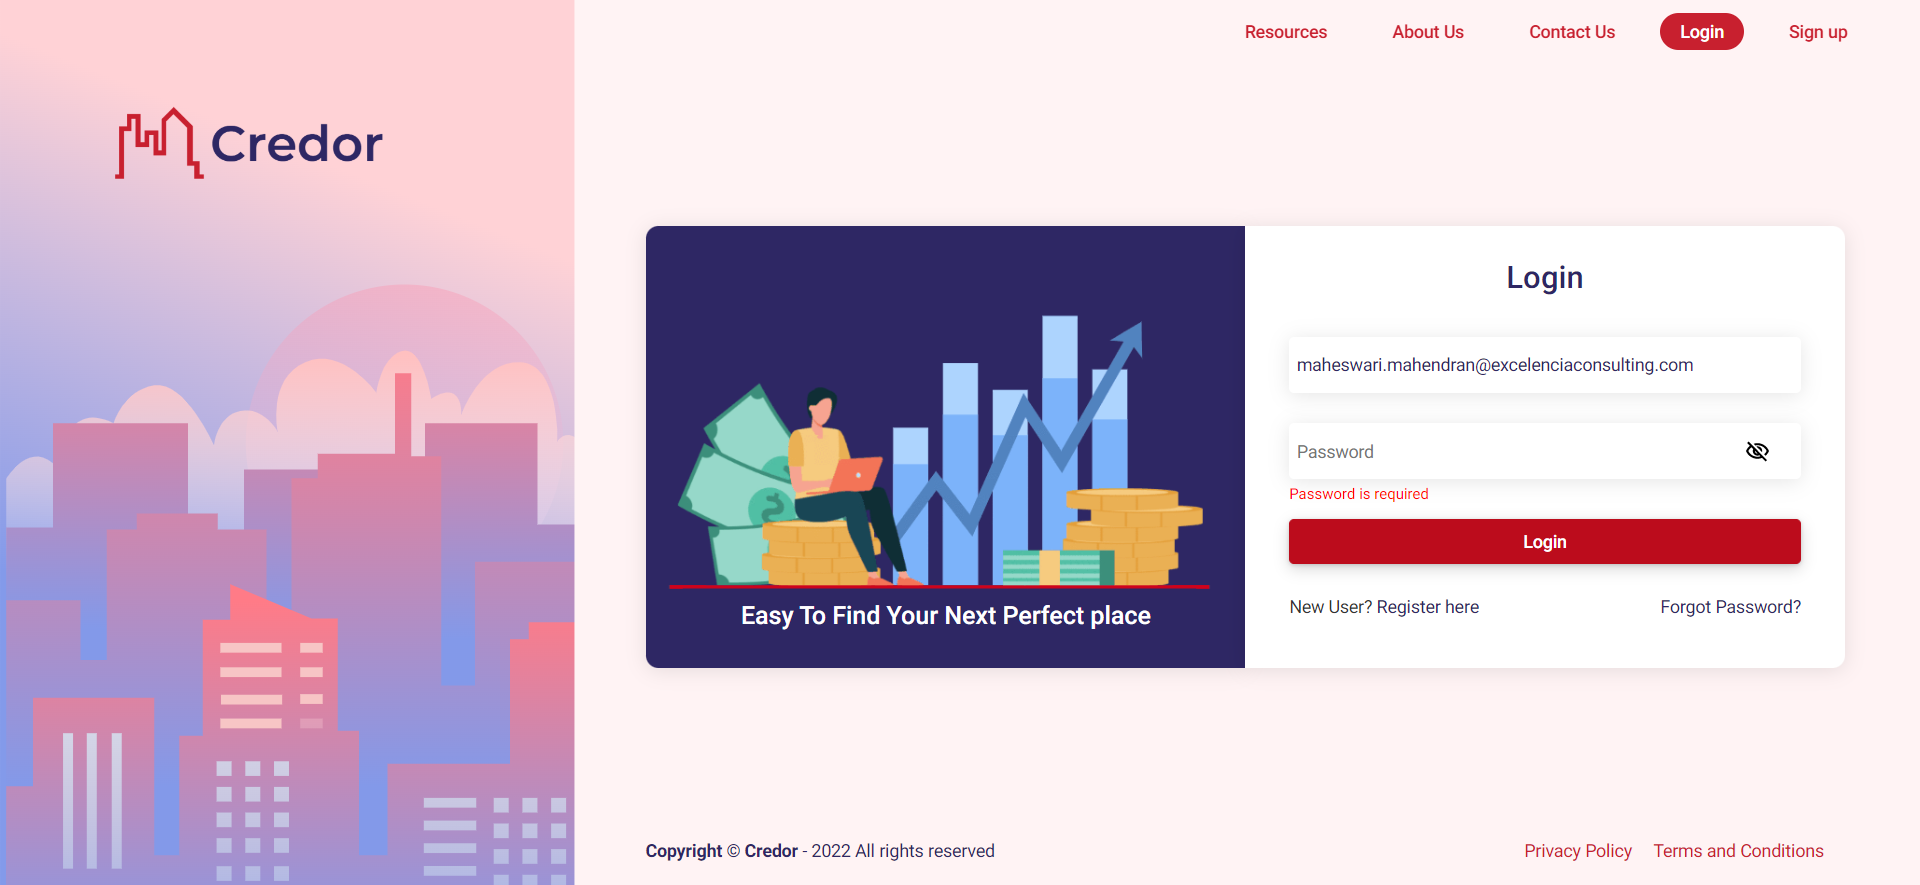 Resources
About Us
Contact Us
Login
Sign up
Credor
Login
maheswari.mahendran@excelenciaconsulting.com
Password
Password is required
Login
New User? Register here
Forgot Password?
$
Easy To Find Your Next Perfect place
Copyright © Credor - 2022 All rights reserved
Privacy Policy
Terms and Conditions